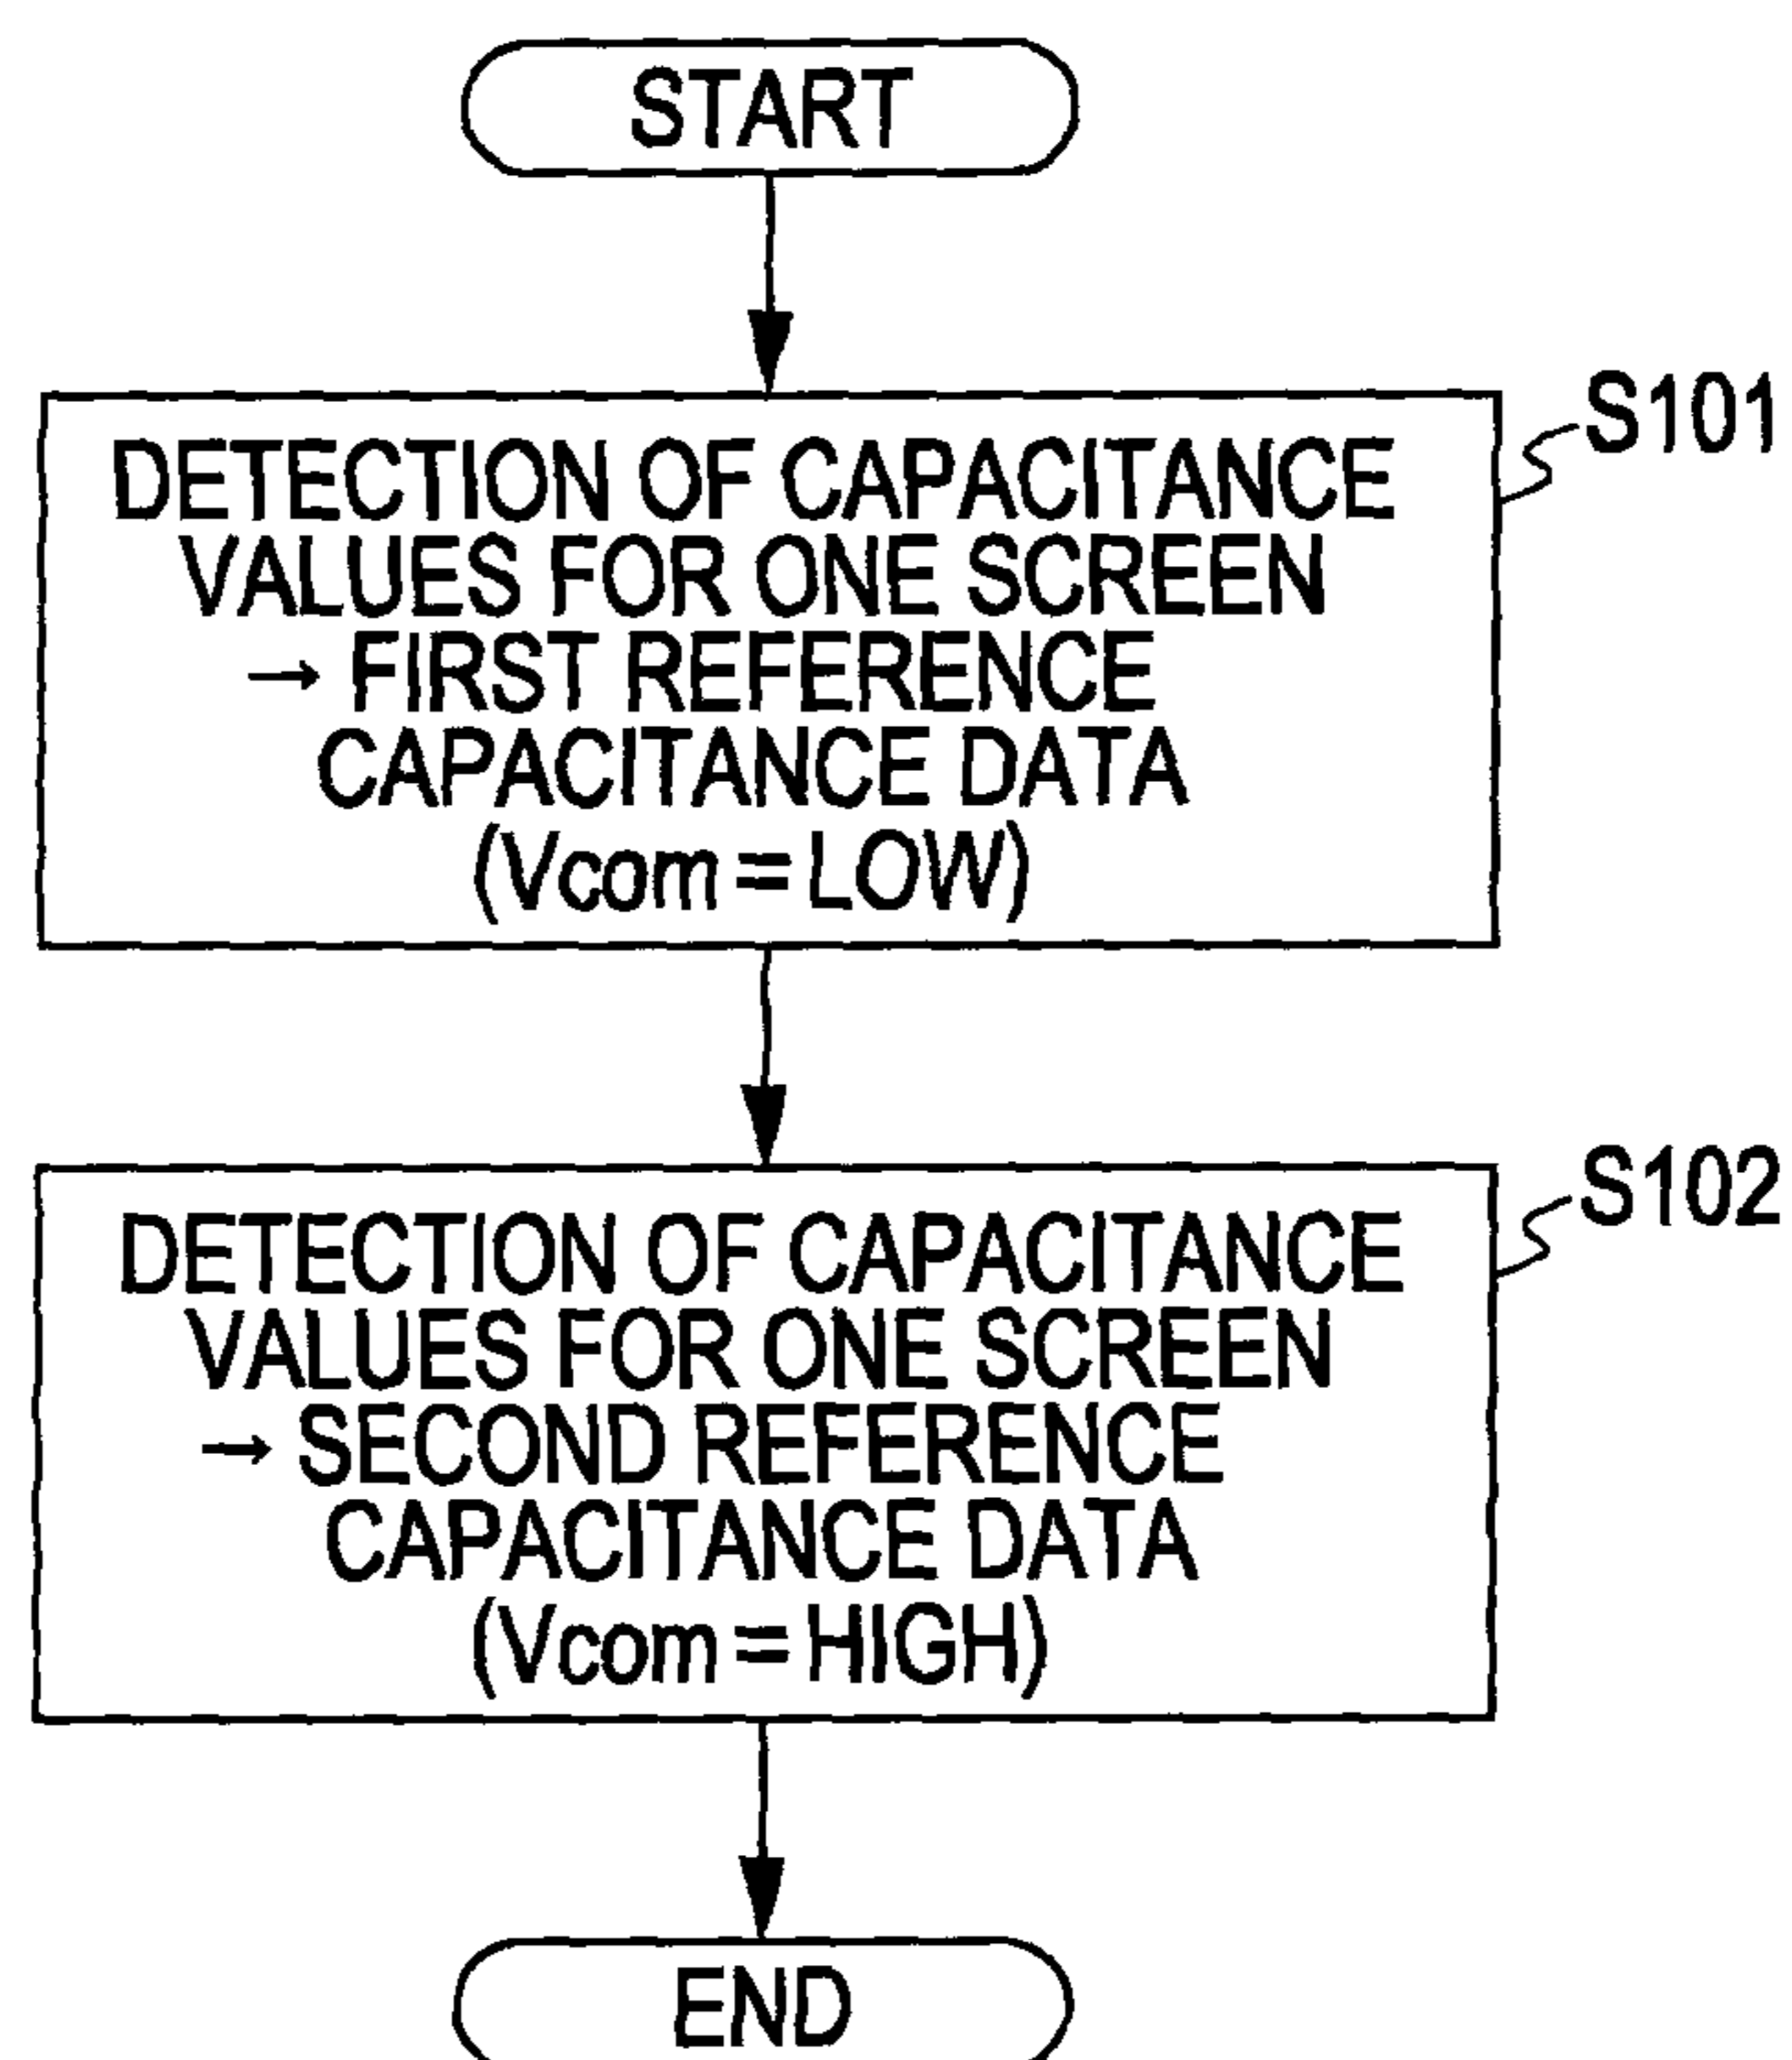 START
S101
DETECTION OF CAPACITANCE
VALUES FOR ONE SCREEN
→ FIRST REFERENCE
CAPACITANCE DATA
(Vcom = LOW)
S102
DETECTION OF CAPACITANCE
VALUES FOR ONE SCREEN
→ SECOND REFERENCE
CAPACITANCE DATA
(Vcom = HIGH)
END